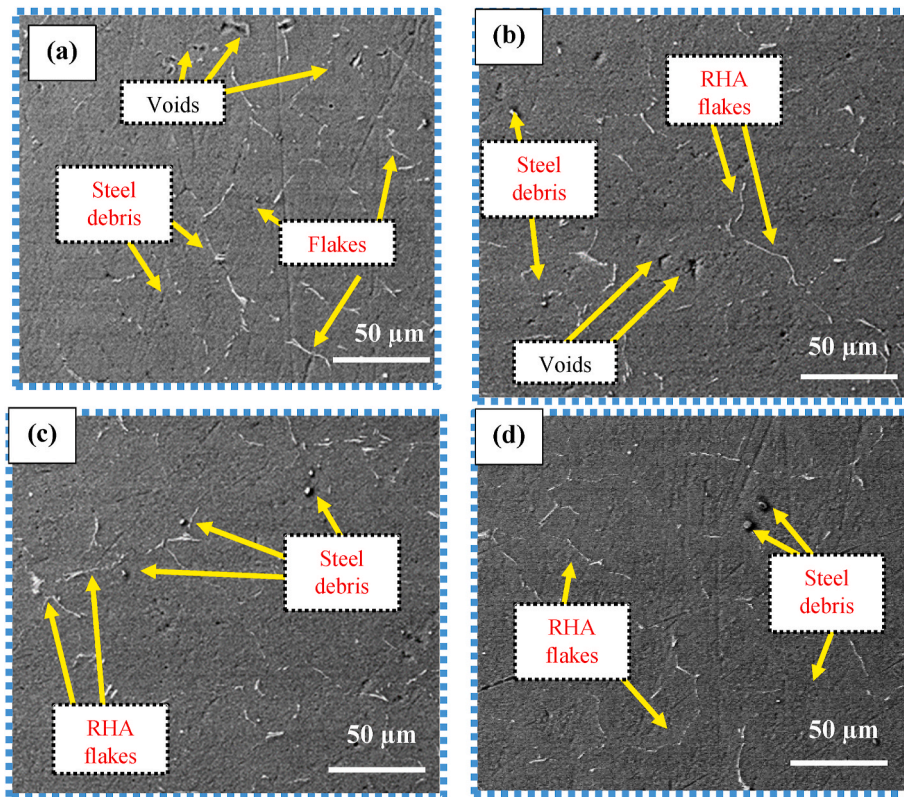 (a)
Voids
Steel
debris
Flakes
50 µm
(b)
RHA
flakes
Steel
debris
Voids
50 µm
(c)
Steel
debris
RHA
flakes
50 µm
(d)
Steel
debris
RHA
flakes
50 µm